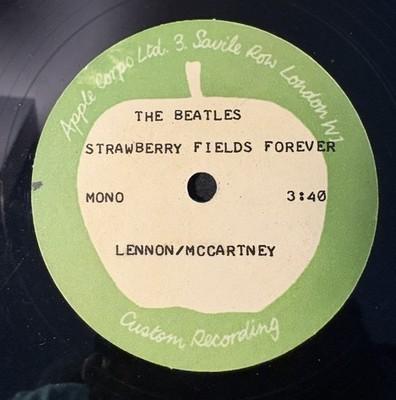 Apple Corps Ltd. 3. Savile Row London W1
THE BEATLES
STRAWBERRY FIELDS FOREVER
MONO 3:40
LENNON/MCCARTNEY
Custom Recording